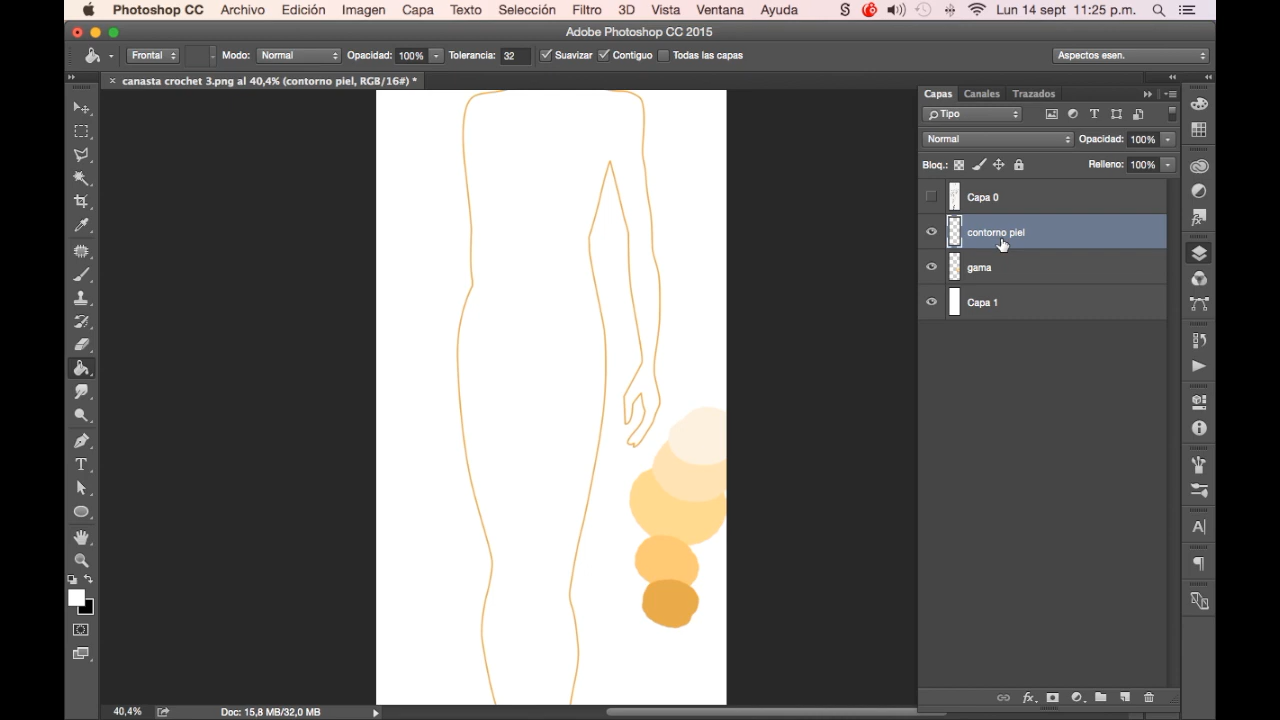 Photoshop CC Archivo Edición Imagen Capa Texto Selección Filtro 3D Vista Ventana Ayuda Lun 14 sept 11:25 p.m.
Adobe Photoshop CC 2015
Frontal Modo: Normal Opacidad: 100% Tolerancia: 32 Suavizar Contiguo Todas las capas Aspectos esen.
× canasta crochet 3.png al 40,4% (contorno piel, RGB/16#) *
Capas Canales Trazados
Tipo
Normal Opacidad: 100%
Bloq.: Relleno: 100%
Capa 0
contorno piel
gama
Capa 1
40,4% Doc: 15,8 MB/32,0 MB